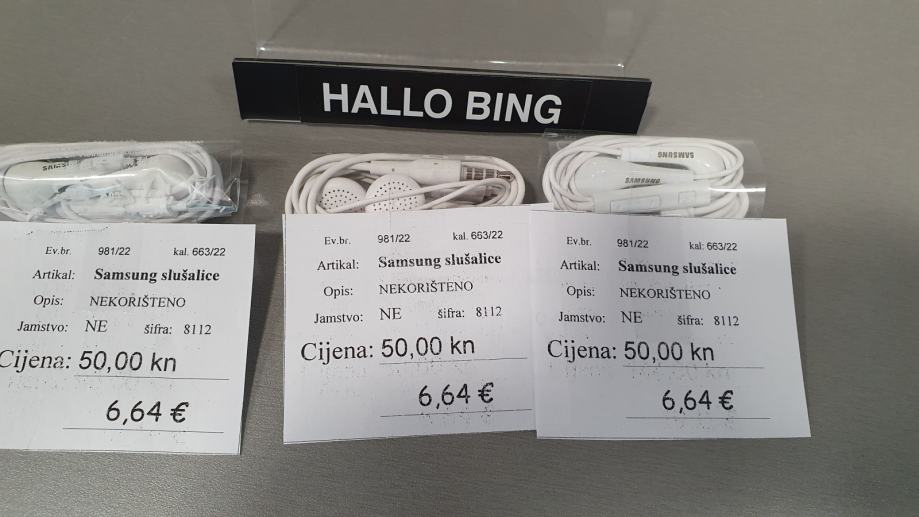 HALLO BING
SAMS
Ev.br. 981/22 kal. 663/22
Artikal: Samsung slušalice
Opis: NEKORIŠTENO
Jamstvo: NE šifra: 8112
Cijena: 50,00 kn
6,64 €
Ev.br. 981/22 kal. 663/22
Artikal: Samsung slušalice
Opis: NEKORIŠTENO
Jamstvo: NE šifra: 8112
Cijena: 50,00 kn
6,64 €
SAMSUNG
SAMSUNG
Ev.br. 981/22 kal: 663/22
Artikal: Samsung slušalice
Opis: NEKORIŠTENO
Jamstvo: NE šifra: 8112
Cijena: 50,00 kn
6,64 €